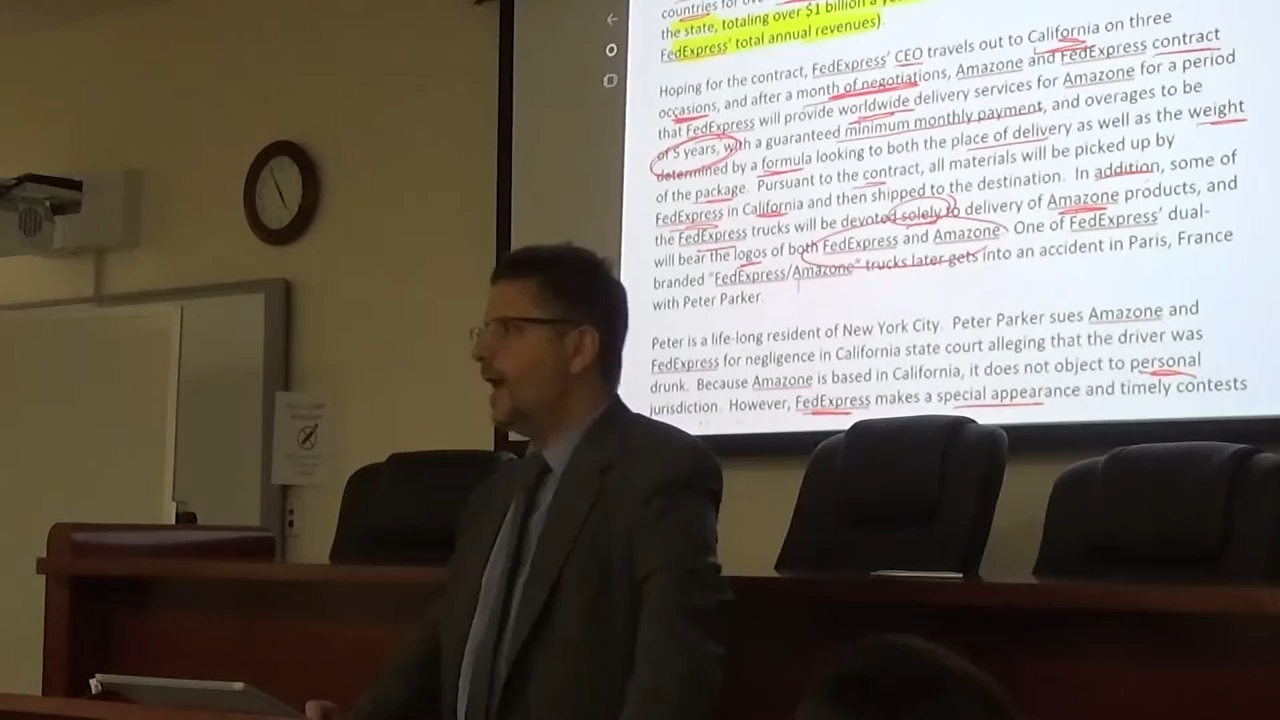 countries for
the state, totaling over $1 billion a
FedExpress' total annual revenues).
Hoping for the contract, FedExpress' CEO travels out to California on three
occasions, and after a month of negotiations, Amazone and FedExpress contract
that FedExpress will provide worldwide delivery services for Amazone for a period
of 5 years, with a guaranteed minimum monthly payment, and overages to be
determined by a formula looking to both the place of delivery as well as the weight
of the package. Pursuant to the contract, all materials will be picked up by
FedExpress in California and then shipped to the destination. In addition, some of
the FedExpress trucks will be devoted solely to delivery of Amazone products, and
will bear the logos of both FedExpress and Amazone. One of FedExpress' dual-
branded "FedExpress/Amazone" trucks later gets into an accident in Paris, France
with Peter Parker.
Peter is a life-long resident of New York City. Peter Parker sues Amazone and
FedExpress for negligence in California state court alleging that the driver was
drunk. Because Amazone is based in California, it does not object to personal
jurisdiction. However, FedExpress makes a special appearance and timely contests